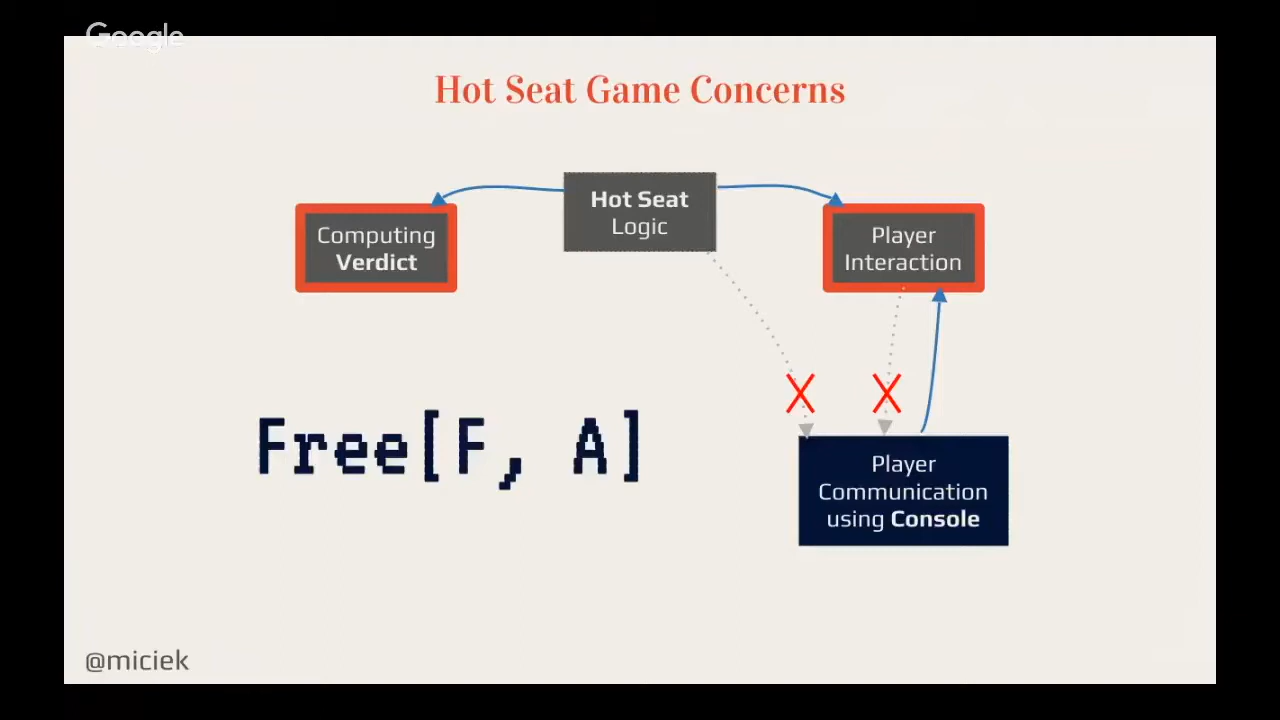 Google
Hot Seat Game Concerns
Hot Seat
Logic
Computing
Verdict
Player
Interaction
Free[F, A]
Player
Communication
using Console
@miciek